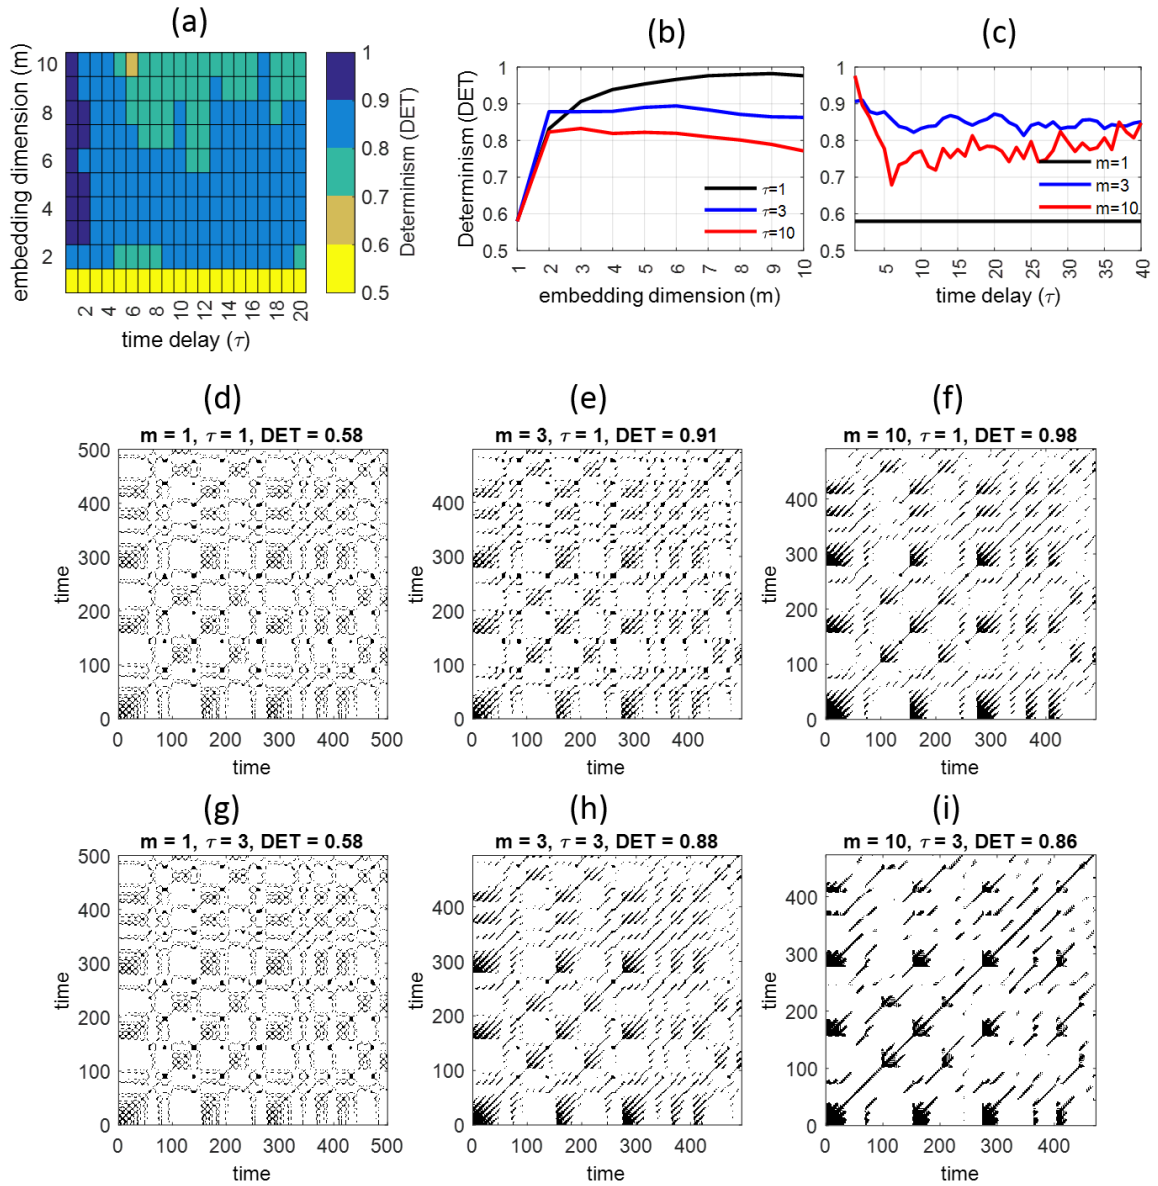 (a)
(b)
(c)
embedding dimension (m)
10
8
6
4
2
2
4
6
8
10
12
14
16
18
20
time delay (τ)
1
0.9
0.8
0.7
0.6
0.5
Determinism (DET)
Determinism (DET)
1
0.9
0.8
0.7
0.6
0.5
τ=1
τ=3
τ=10
1
2
3
4
5
6
7
8
9
10
embedding dimension (m)
1
0.9
0.8
0.7
0.6
0.5
m=1
m=3
m=10
5
10
15
20
25
30
35
40
time delay (τ)
(d)
(e)
(f)
m = 1, τ = 1, DET = 0.58
m = 3, τ = 1, DET = 0.91
m = 10, τ = 1, DET = 0.98
time
500
400
300
200
100
0
0 100 200 300 400 500
time
time
400
300
200
100
0
0 100 200 300 400
time
time
400
300
200
100
0
0 100 200 300 400
time
(g)
(h)
(i)
m = 1, τ = 3, DET = 0.58
m = 3, τ = 3, DET = 0.88
m = 10, τ = 3, DET = 0.86
time
500
400
300
200
100
0
0 100 200 300 400 500
time
time
400
300
200
100
0
0 100 200 300 400
time
time
400
300
200
100
0
0 100 200 300 400
time